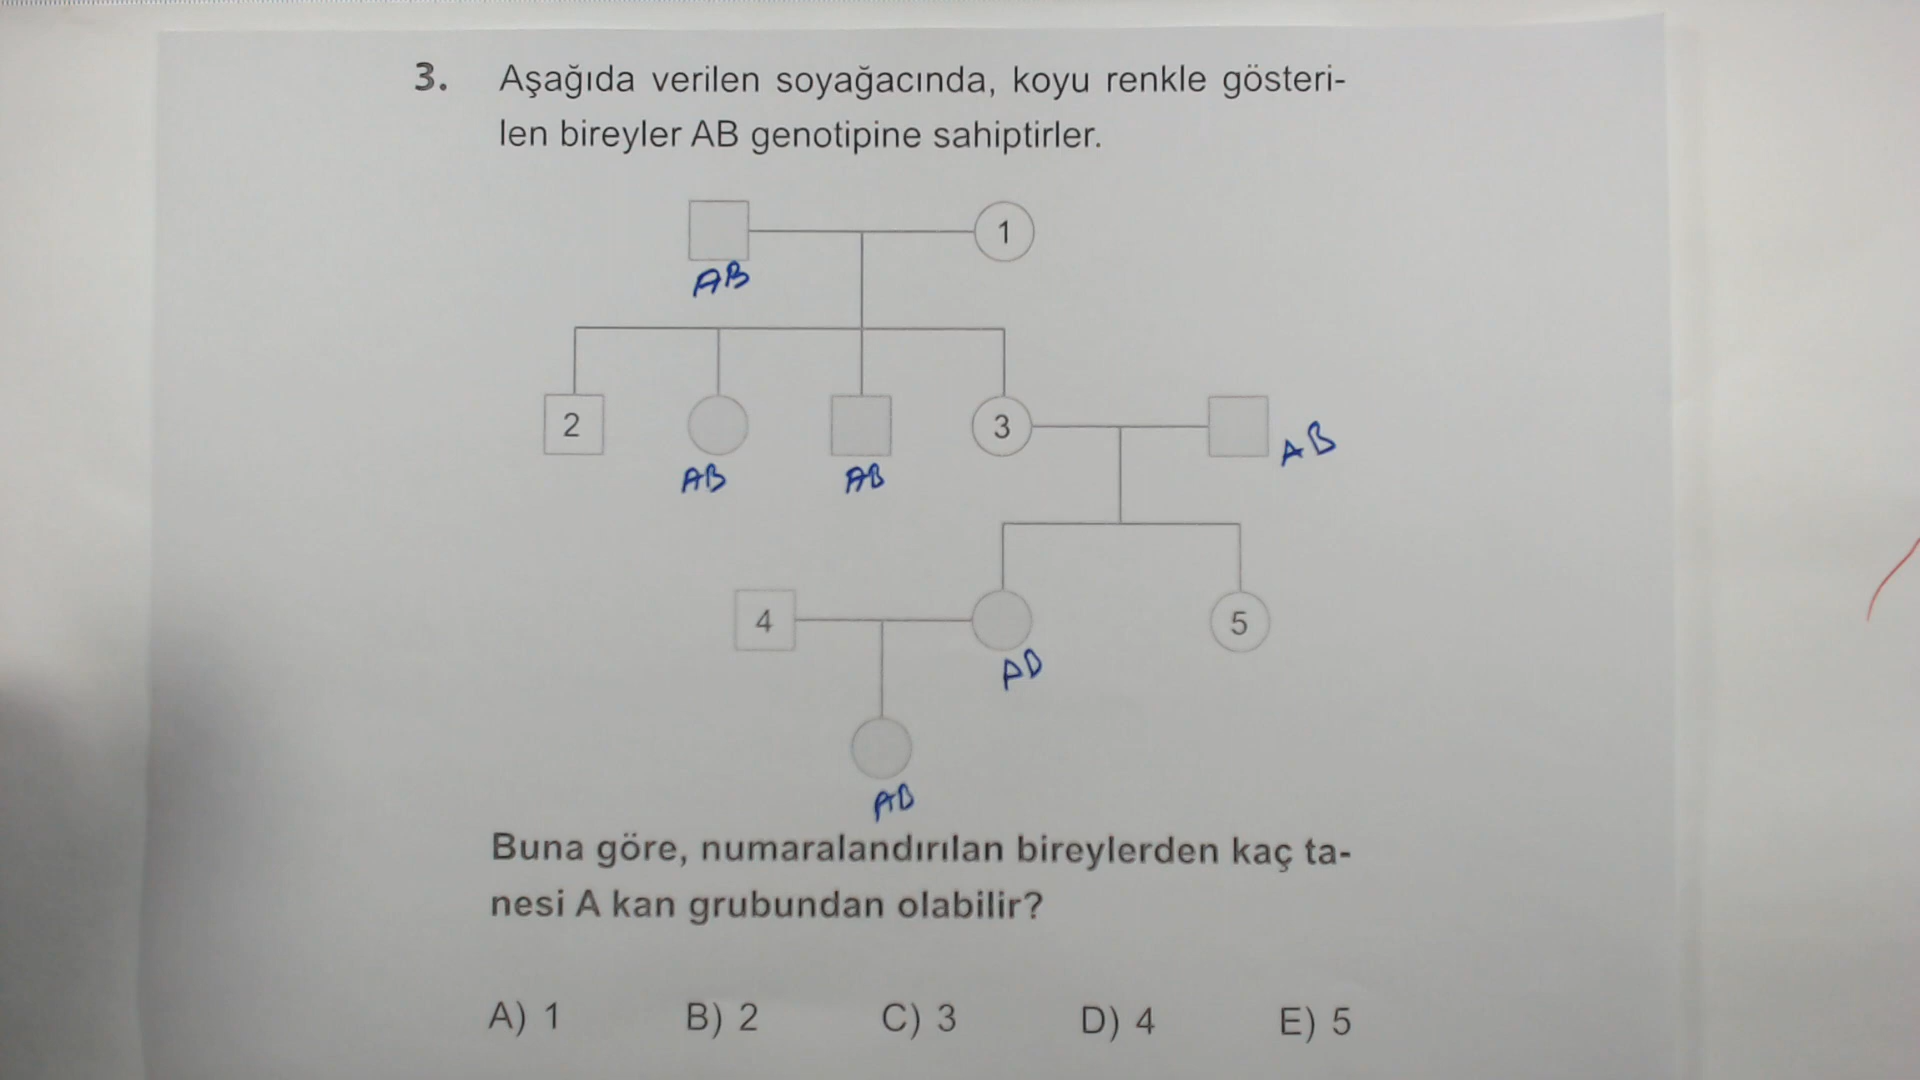 3. Aşağıda verilen soyağacında, koyu renkle gösteri-
len bireyler AB genotipine sahiptirler.
1
AB
2
3
AB
AB
AB
4
5
AD
AB
Buna göre, numaralandırılan bireylerden kaç ta-
nesi A kan grubundan olabilir?
A) 1 B) 2 C) 3 D) 4 E) 5